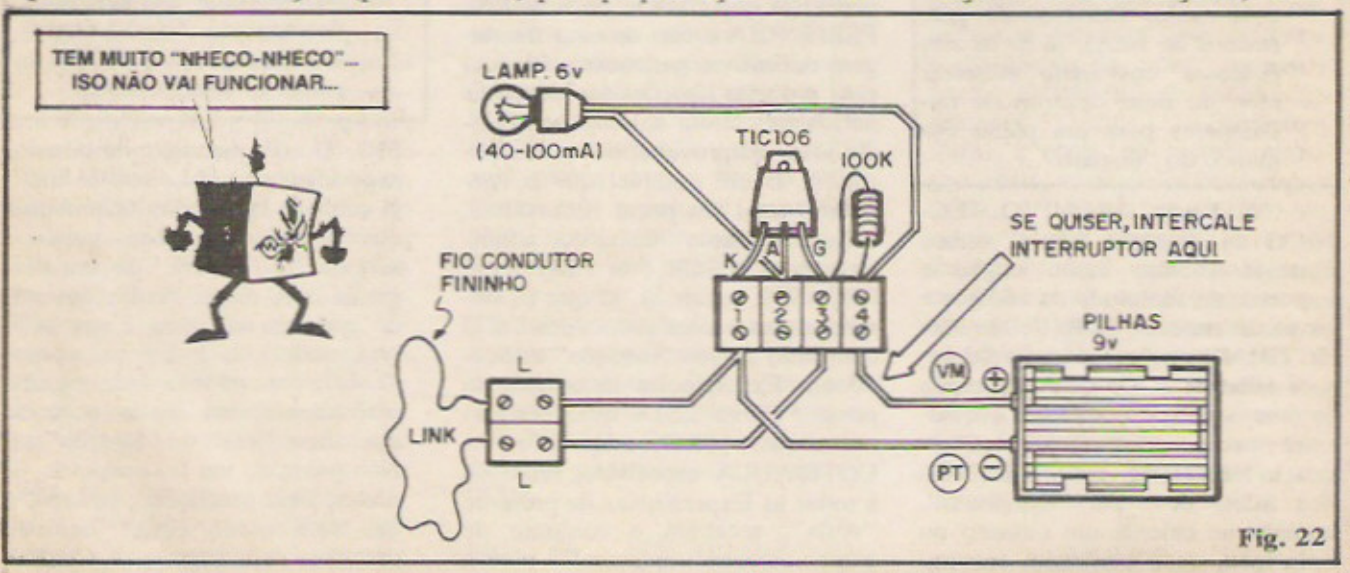 TEM MUITO "NHECO-NHECO"...
ISO NÃO VAI FUNCIONAR...
LAMP. 6v
(40-100mA)
TIC106
100K
K
A
G
SE QUISER, INTERCALE
INTERRUPTOR AQUI
FIO CONDUTOR
FININHO
1
2
3
4
PILHAS
9v
VM +
L
LINK
PT −
L
Fig. 22